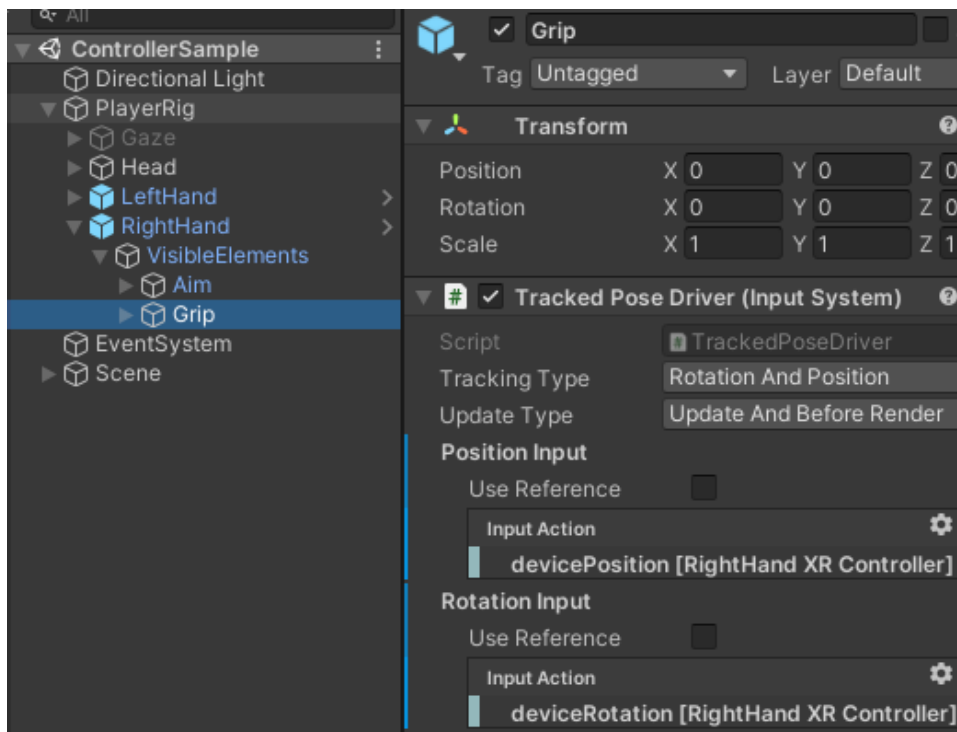 All
ControllerSample
Directional Light
PlayerRig
Gaze
Head
LeftHand
RightHand
VisibleElements
Aim
Grip
EventSystem
Scene
Grip
Tag Untagged Layer Default
Transform
Position X 0 Y 0 Z 0
Rotation X 0 Y 0 Z 0
Scale X 1 Y 1 Z 1
# Tracked Pose Driver (Input System)
Script # TrackedPoseDriver
Tracking Type Rotation And Position
Update Type Update And Before Render
Position Input
Use Reference
Input Action
devicePosition [RightHand XR Controller]
Rotation Input
Use Reference
Input Action
deviceRotation [RightHand XR Controller]